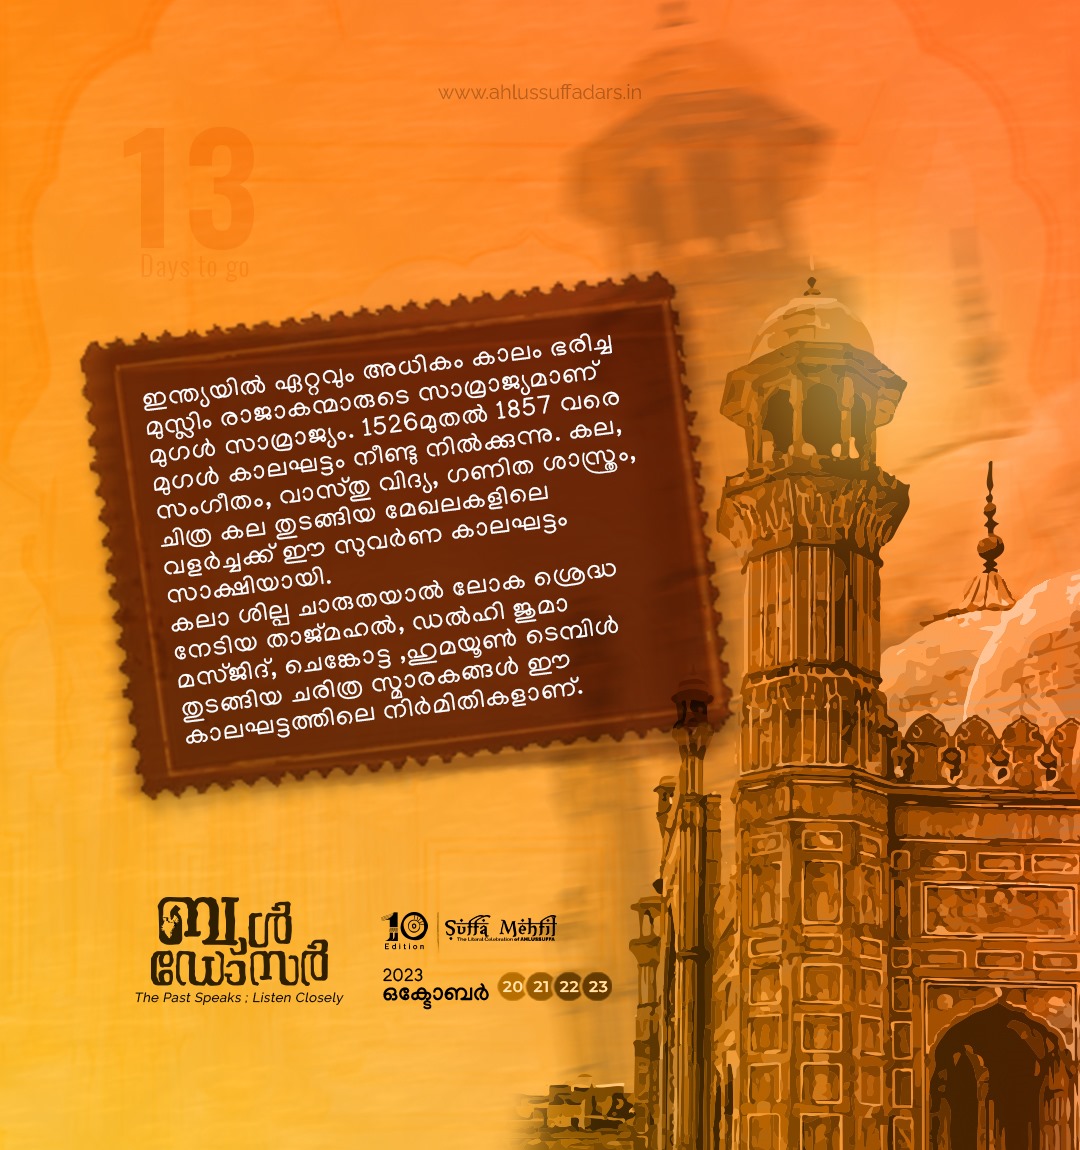 www.ahlussuffadars.in
13
Days to go
ഇന്ത്യയിൽ ഏറ്റവും അധികം കാലം ഭരിച്ച
മുസ്ലിം രാജാകന്മാരുടെ സാമ്രാജ്യമാണ്
മുഗൾ സാമ്രാജ്യം. 1526മുതൽ 1857 വരെ
മുഗൾ കാലഘട്ടം നീണ്ടു നിൽക്കുന്നു. കല,
സംഗീതം, വാസ്തു വിദ്യ, ഗണിത ശാസ്ത്രം,
ചിത്ര കല തുടങ്ങിയ മേഖലകളിലെ
വളർച്ചക്ക് ഈ സുവർണ കാലഘട്ടം
സാക്ഷിയായി.
കലാ ശില്പ ചാരുതയാൽ ലോക ശ്രെദ്ധ
നേടിയ താജ്മഹൽ, ഡൽഹി ജുമാ
മസ്ജിദ്, ചെങ്കോട്ട ,ഹുമയൂൺ ടെമ്പിൾ
തുടങ്ങിയ ചരിത്ര സ്മാരകങ്ങൾ ഈ
കാലഘട്ടത്തിലെ നിർമിതികളാണ്.
ബുൾ
ഡോസർ
The Past Speaks ; Listen Closely
10 Edition
Suffa Mehfil
The Literal Celebration of AHLUSSUFFA
2023
ഒക്ടോബർ 20 21 22 23